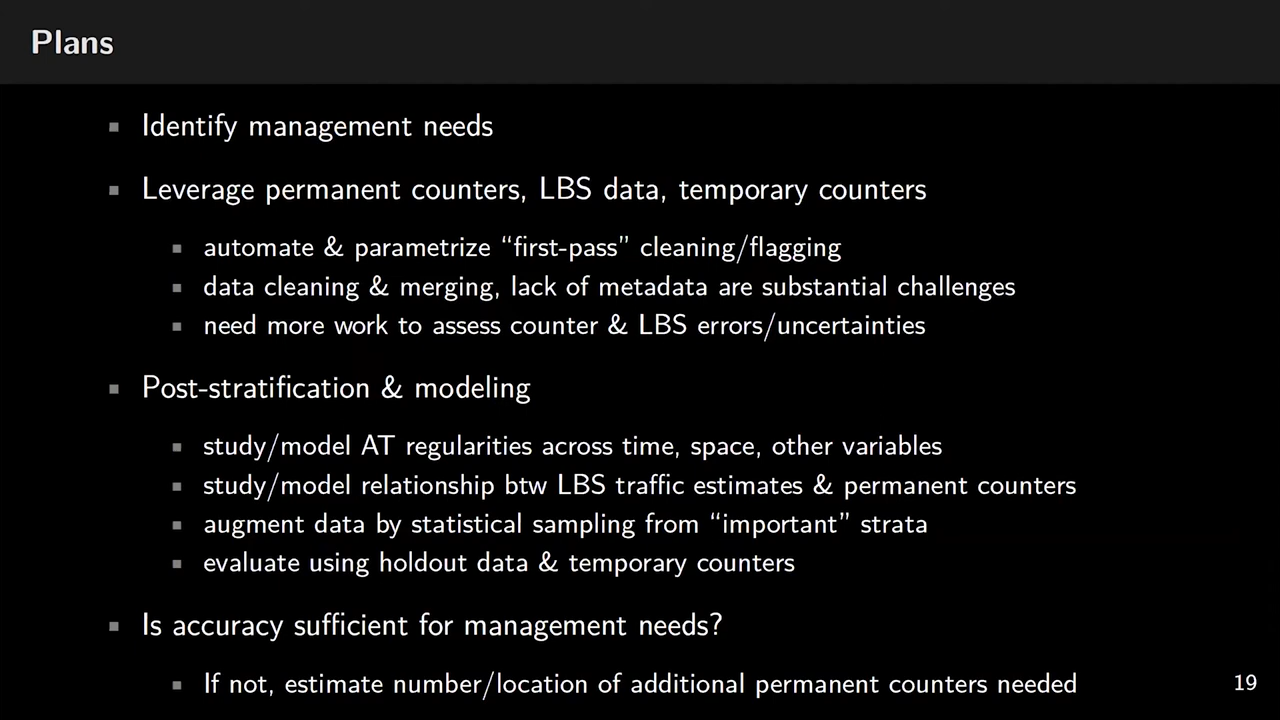 Plans
Identify management needs
Leverage permanent counters, LBS data, temporary counters
automate & parametrize “first-pass” cleaning/flagging
data cleaning & merging, lack of metadata are substantial challenges
need more work to assess counter & LBS errors/uncertainties
Post-stratification & modeling
study/model AT regularities across time, space, other variables
study/model relationship btw LBS traffic estimates & permanent counters
augment data by statistical sampling from “important” strata
evaluate using holdout data & temporary counters
Is accuracy sufficient for management needs?
If not, estimate number/location of additional permanent counters needed
19